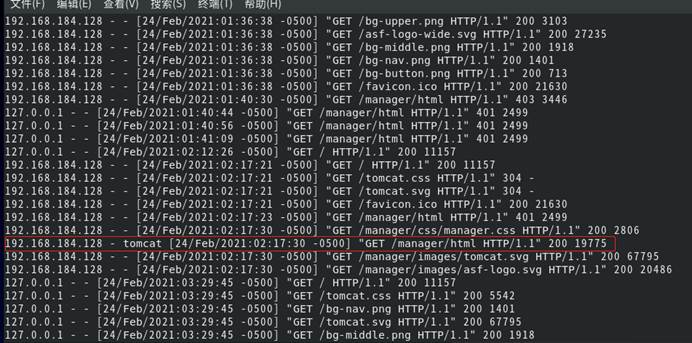 文件(F) 编辑(E) 查看(V) 搜索(S) 终端(T) 帮助(H)
192.168.184.128 - - [24/Feb/2021:01:36:38 -0500] "GET /bg-upper.png HTTP/1.1" 200 3103
192.168.184.128 - - [24/Feb/2021:01:36:38 -0500] "GET /asf-logo-wide.svg HTTP/1.1" 200 27235
192.168.184.128 - - [24/Feb/2021:01:36:38 -0500] "GET /bg-middle.png HTTP/1.1" 200 1918
192.168.184.128 - - [24/Feb/2021:01:36:38 -0500] "GET /bg-nav.png HTTP/1.1" 200 1401
192.168.184.128 - - [24/Feb/2021:01:36:38 -0500] "GET /bg-button.png HTTP/1.1" 200 713
192.168.184.128 - - [24/Feb/2021:01:36:38 -0500] "GET /favicon.ico HTTP/1.1" 200 21630
192.168.184.128 - - [24/Feb/2021:01:40:30 -0500] "GET /manager/html HTTP/1.1" 403 3446
127.0.0.1 - - [24/Feb/2021:01:40:44 -0500] "GET /manager/html HTTP/1.1" 401 2499
127.0.0.1 - - [24/Feb/2021:01:40:56 -0500] "GET /manager/html HTTP/1.1" 401 2499
127.0.0.1 - - [24/Feb/2021:01:41:09 -0500] "GET /manager/html HTTP/1.1" 401 2499
127.0.0.1 - - [24/Feb/2021:02:12:26 -0500] "GET / HTTP/1.1" 200 11157
192.168.184.128 - - [24/Feb/2021:02:17:21 -0500] "GET / HTTP/1.1" 200 11157
192.168.184.128 - - [24/Feb/2021:02:17:21 -0500] "GET /tomcat.css HTTP/1.1" 304 -
192.168.184.128 - - [24/Feb/2021:02:17:21 -0500] "GET /tomcat.svg HTTP/1.1" 304 -
192.168.184.128 - - [24/Feb/2021:02:17:21 -0500] "GET /favicon.ico HTTP/1.1" 200 21630
192.168.184.128 - - [24/Feb/2021:02:17:23 -0500] "GET /manager/html HTTP/1.1" 401 2499
192.168.184.128 - - [24/Feb/2021:02:17:30 -0500] "GET /manager/css/manager.css HTTP/1.1" 200 2806
192.168.184.128 - tomcat [24/Feb/2021:02:17:30 -0500] "GET /manager/html HTTP/1.1" 200 19775
192.168.184.128 - - [24/Feb/2021:02:17:30 -0500] "GET /manager/images/tomcat.svg HTTP/1.1" 200 67795
192.168.184.128 - - [24/Feb/2021:02:17:30 -0500] "GET /manager/images/asf-logo.svg HTTP/1.1" 200 20486
127.0.0.1 - - [24/Feb/2021:03:29:45 -0500] "GET / HTTP/1.1" 200 11157
127.0.0.1 - - [24/Feb/2021:03:29:45 -0500] "GET /tomcat.css HTTP/1.1" 200 5542
127.0.0.1 - - [24/Feb/2021:03:29:45 -0500] "GET /bg-nav.png HTTP/1.1" 200 1401
127.0.0.1 - - [24/Feb/2021:03:29:45 -0500] "GET /tomcat.svg HTTP/1.1" 200 67795
127.0.0.1 - - [24/Feb/2021:03:29:45 -0500] "GET /bg-middle.png HTTP/1.1" 200 1918